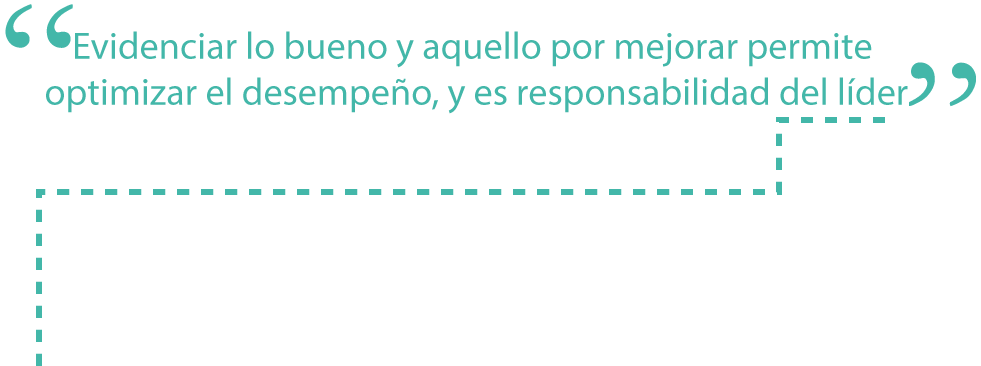 “Evidenciar lo bueno y aquello por mejorar permite
optimizar el desempeño, y es responsabilidad del líder”